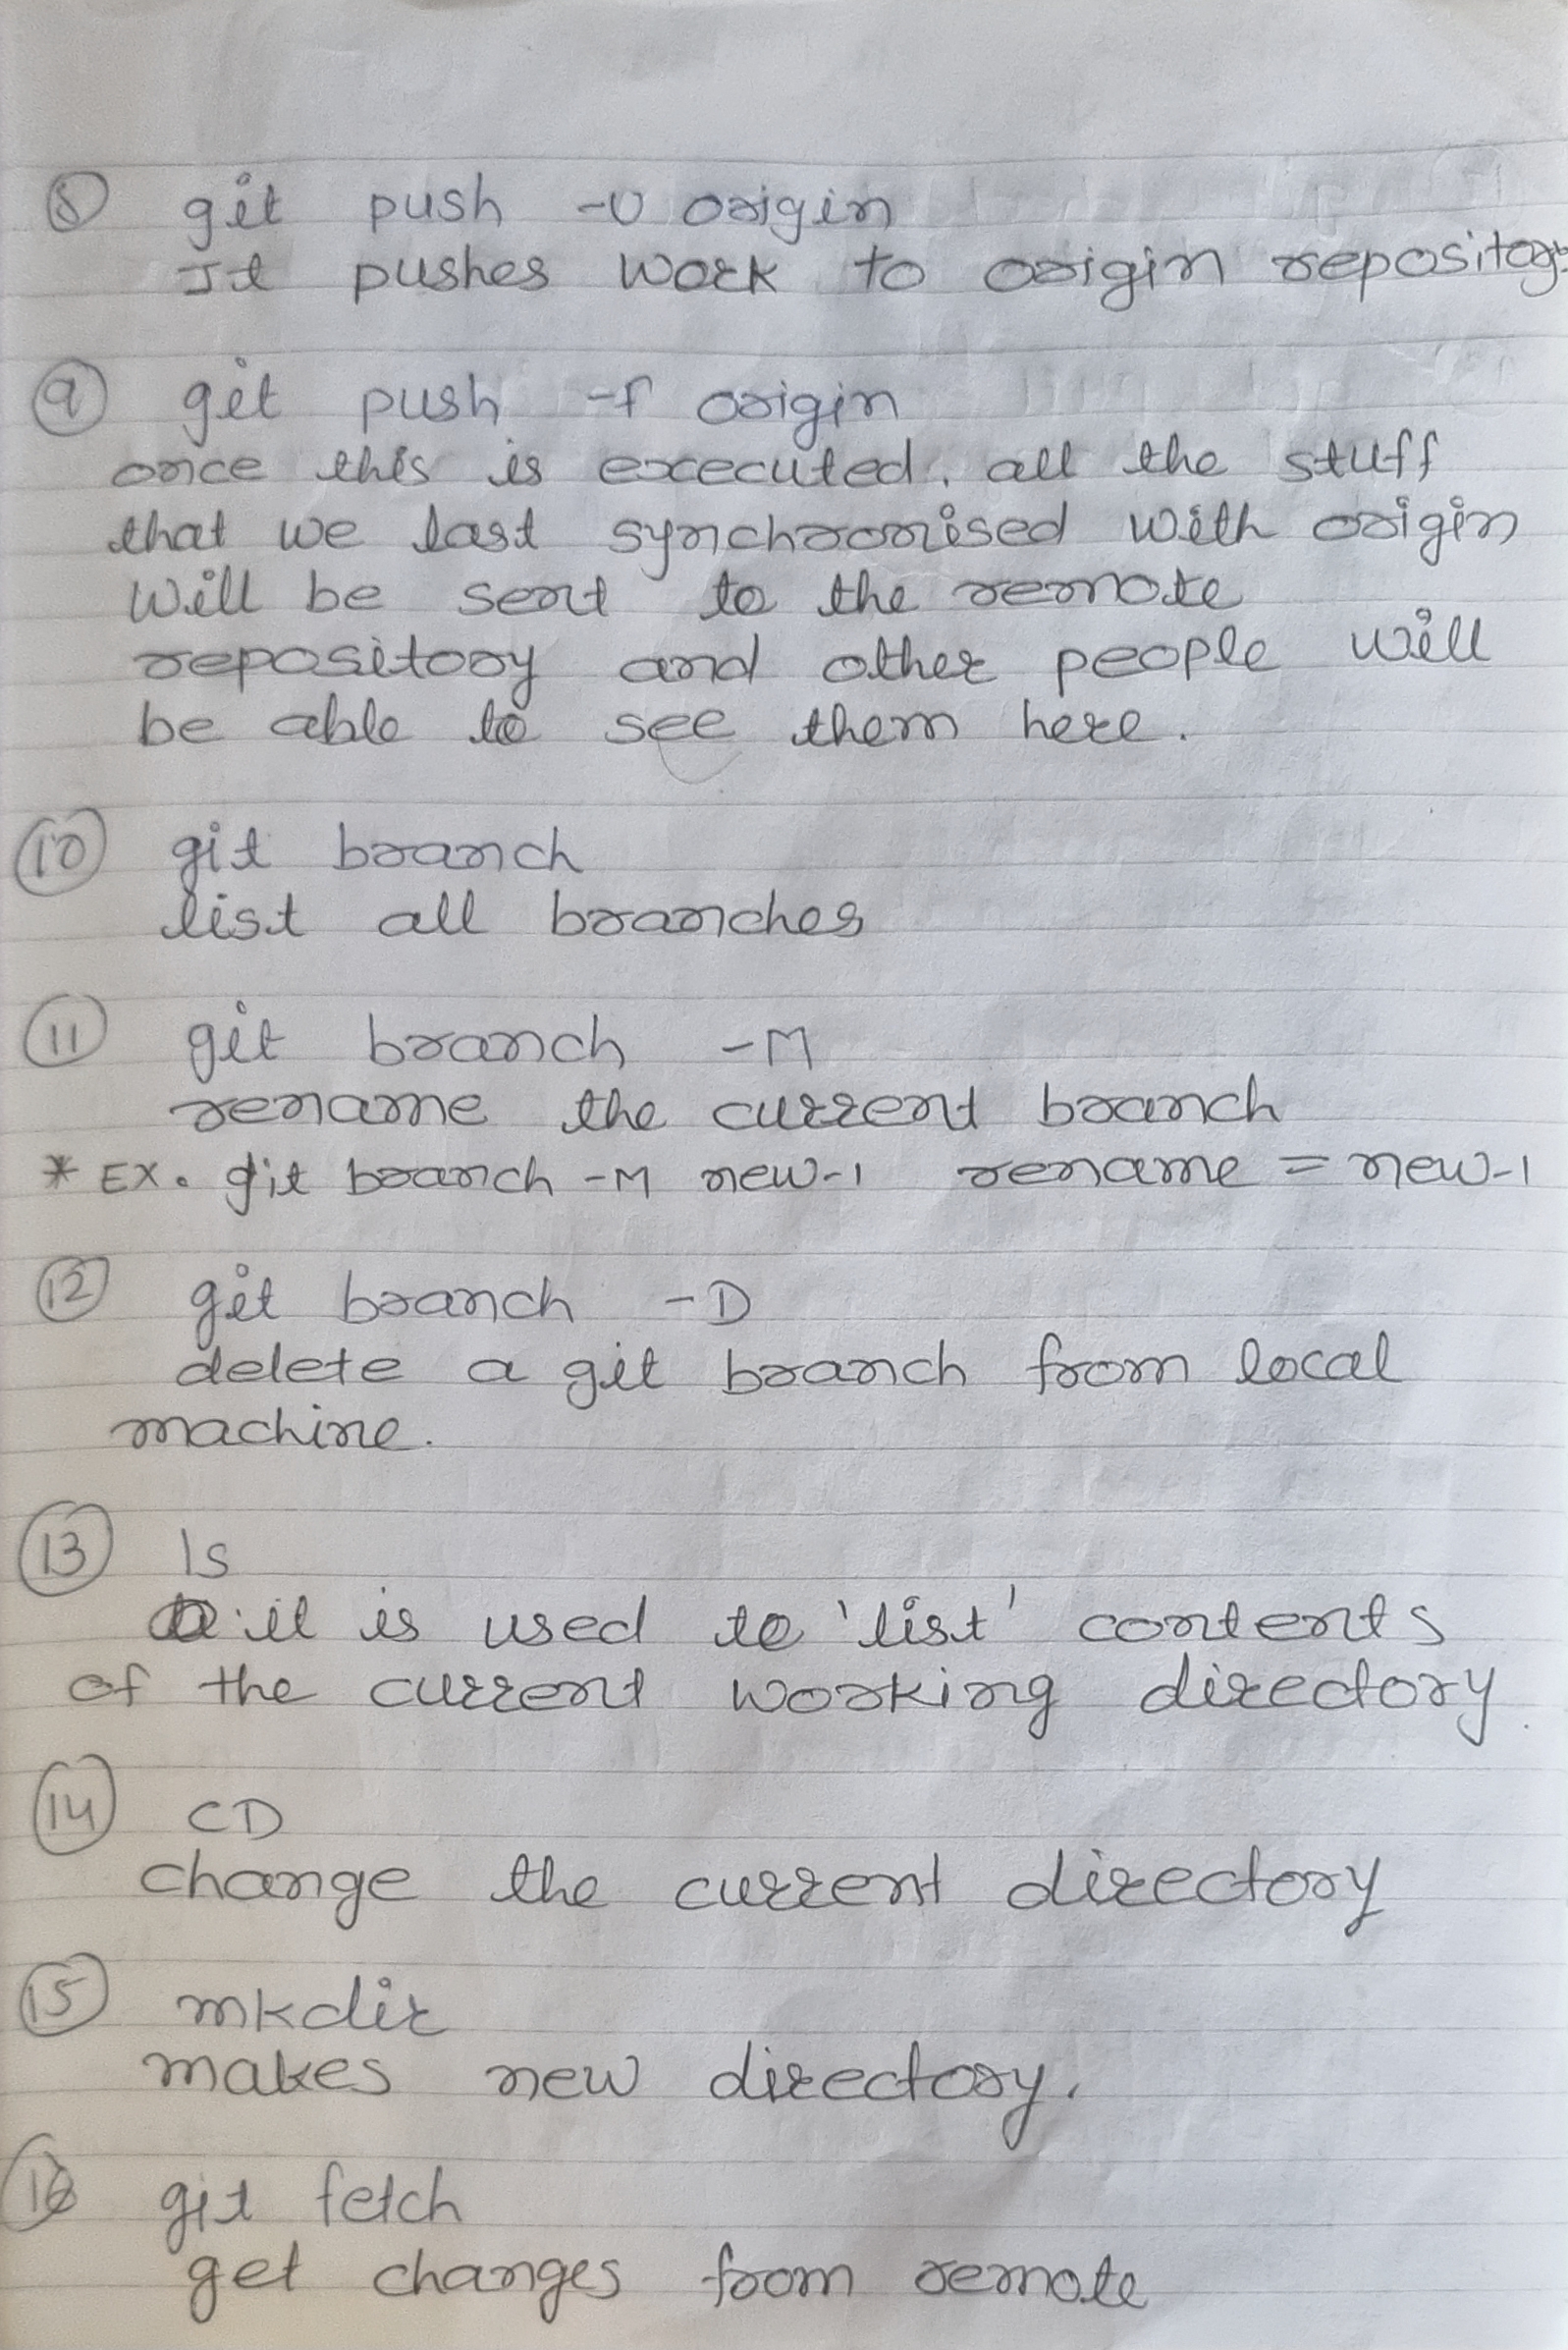 8 git push -u origin
It pushes work to origin repository
9 git push -f origin
once this is executed, all the stuff
that we last synchronised with origin
will be sent to the remote
repository and other people will
be able to see them here.
10 git branch
list all branches
11 git branch -M
rename the current branch
* EX. git branch -M new-1 rename = new-1
12 git branch -D
delete a git branch from local
machine.
13 ls
it is used to 'list' contents
of the current working directory.
14 CD
change the current directory
15 mkdir
makes new directory.
16 git fetch
get changes from remote